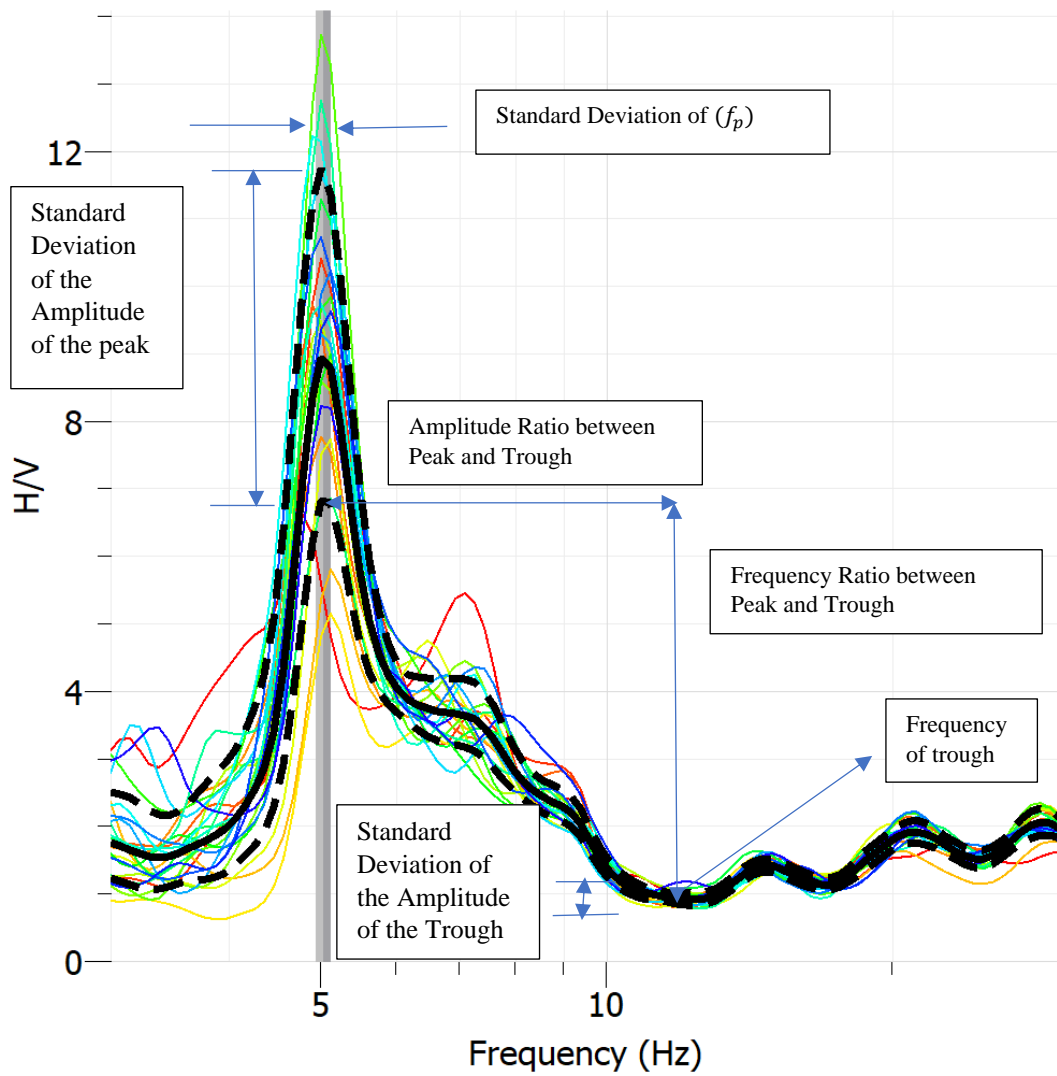 Standard Deviation of (f_p)
12
Standard
Deviation
of the
Amplitude
of the peak
8
Amplitude Ratio between
Peak and Trough
H/V
Frequency Ratio between
Peak and Trough
4
Frequency
of trough
Standard
Deviation of
the Amplitude
of the Trough
0
5
10
Frequency (Hz)